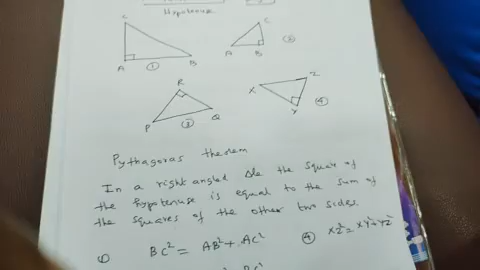 Hypotenuse
C
A
B
①
C
A
B
②
R
P
Q
③
X
Z
Y
④
Pythagoras theorem
In a right angled Δle the square of
the hypotenuse is equal to the sum of
the squares of the other two sides.
① BC² = AB² + AC² ④ XZ² = XY² + YZ²